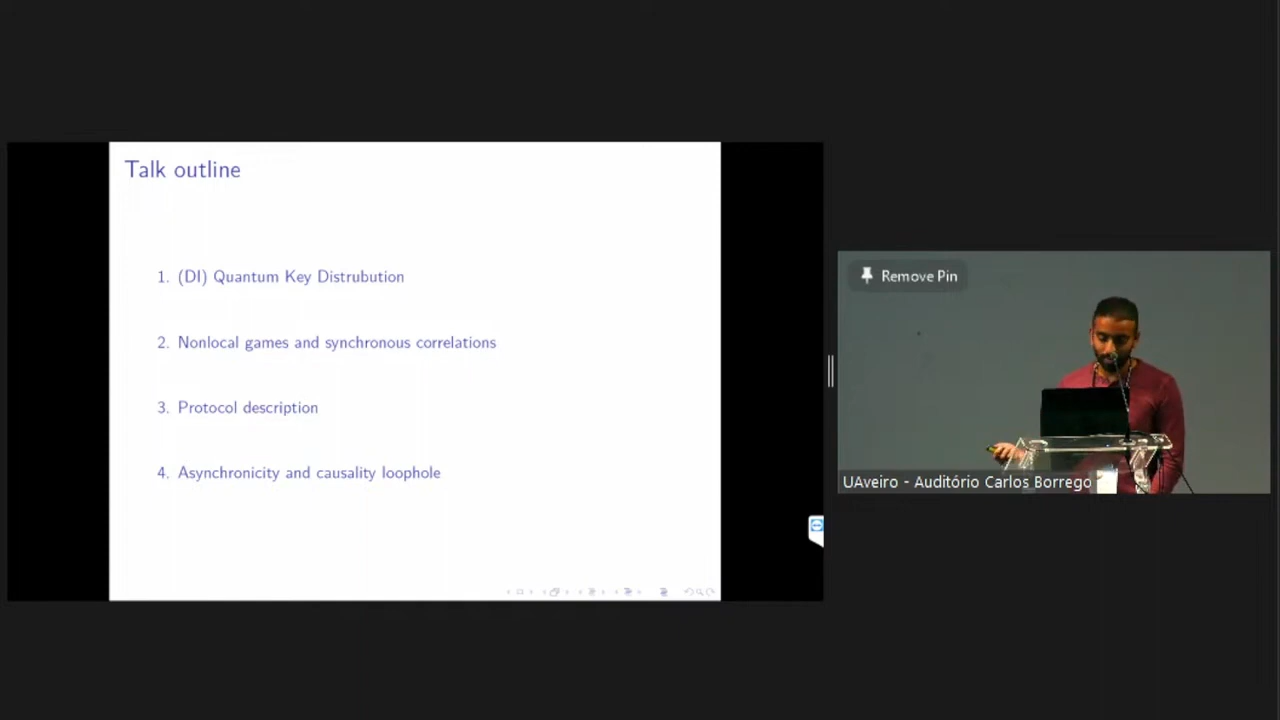 Talk outline
1. (DI) Quantum Key Distrubution
2. Nonlocal games and synchronous correlations
3. Protocol description
4. Asynchronicity and causality loophole
Remove Pin
UAveiro - Auditório Carlos Borrego